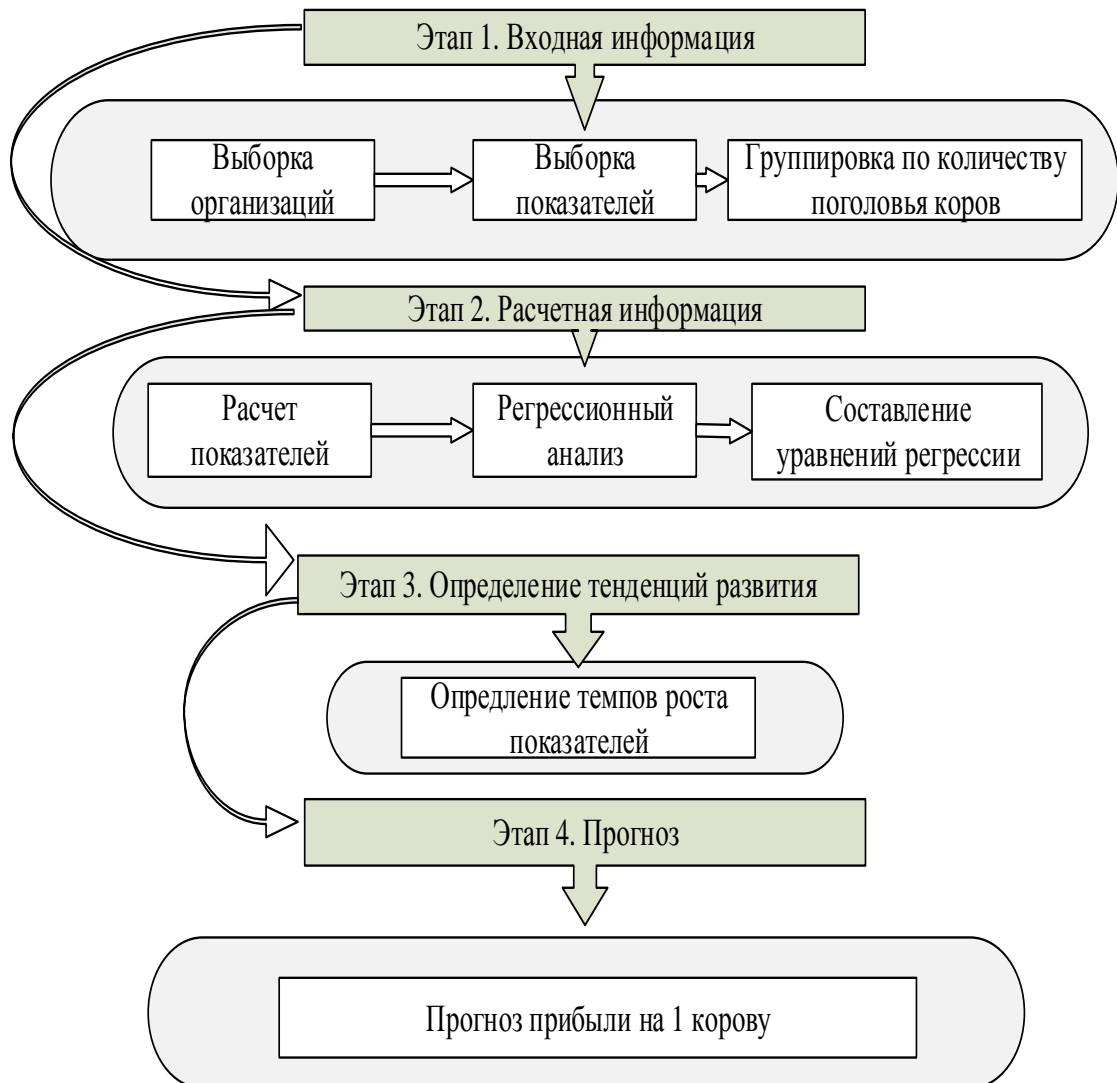 Этап 1. Входная информация
Выборка
организаций
Выборка
показателей
Группировка по количеству
поголовья коров
Этап 2. Расчетная информация
Расчет
показателей
Регрессионный
анализ
Составление
уравнений регрессии
Этап 3. Определение тенденций развития
Опредление темпов роста
показателей
Этап 4. Прогноз
Прогноз прибыли на 1 корову